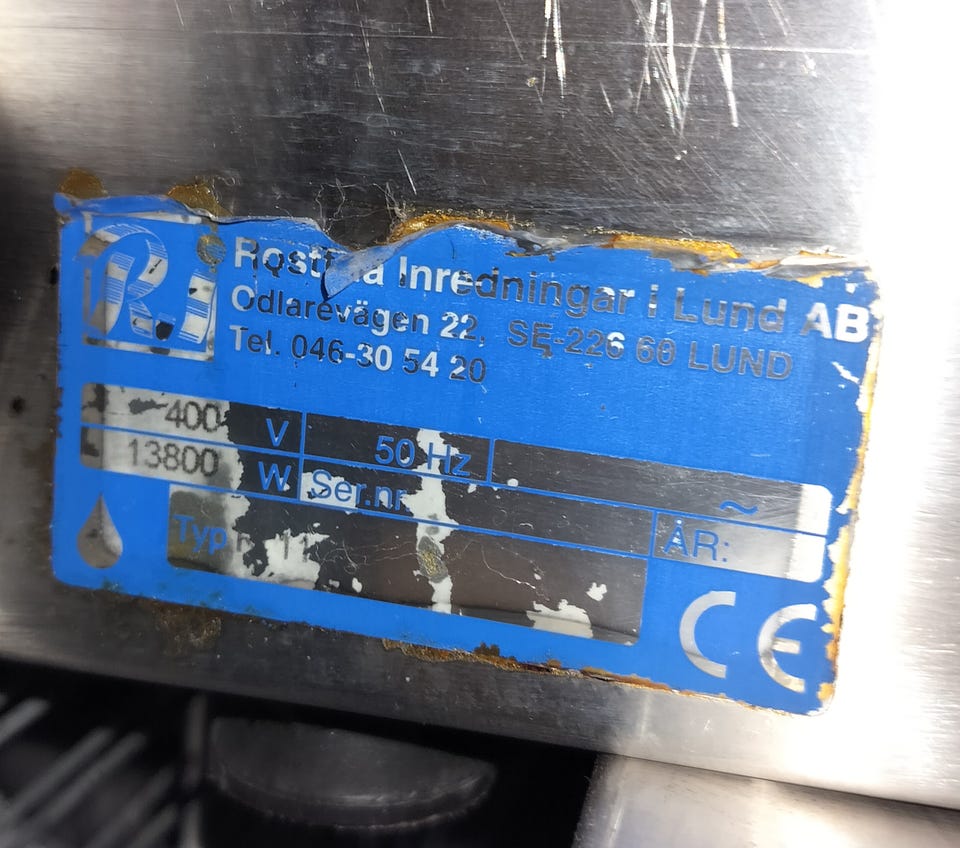 RJ
Inredningar i Lund AB
Odlarevägen 22, SE-226 60 LUND
Tel. 046-30 54 20
400 V 50 Hz ~
13800 W Ser.nr
Typ ÅR:
CE